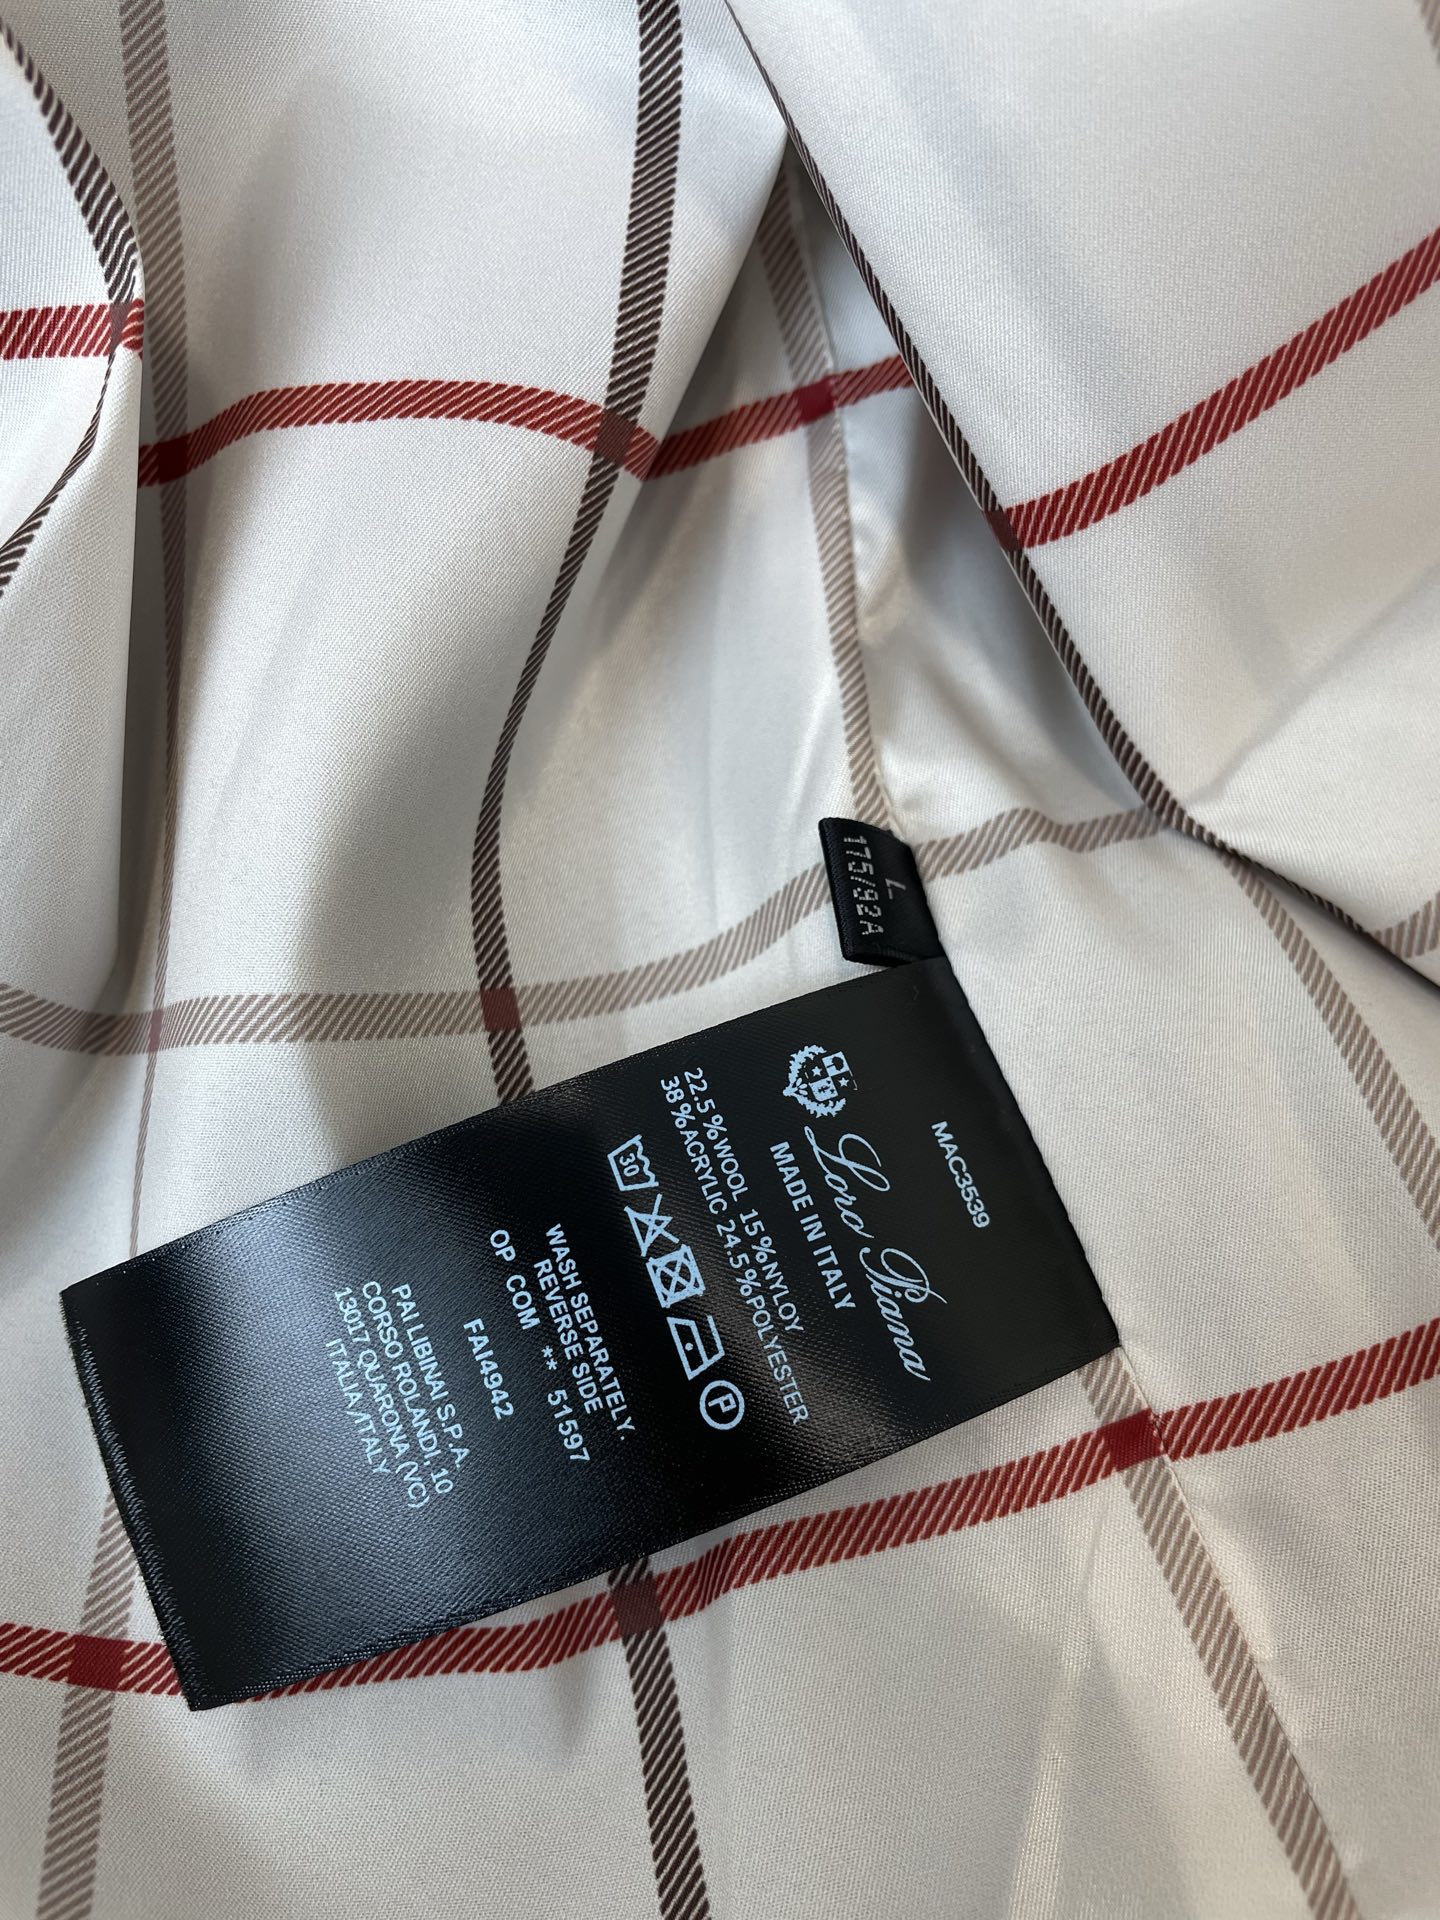 L
175/92A
MAC3539
Loro Piana
MADE IN ITALY
22.5%WOOL 15%NYLOY
38%ACRYLIC 24.5%POLYESTER
30
P
WASH SEPARATELY.
REVERSE SIDE
OP COM ** 51597
FAI4942
PAI LIBINAI S.P.A.
CORSO ROLANDI, 10
13017 QUARONA (VC)
ITALIA/ITALY